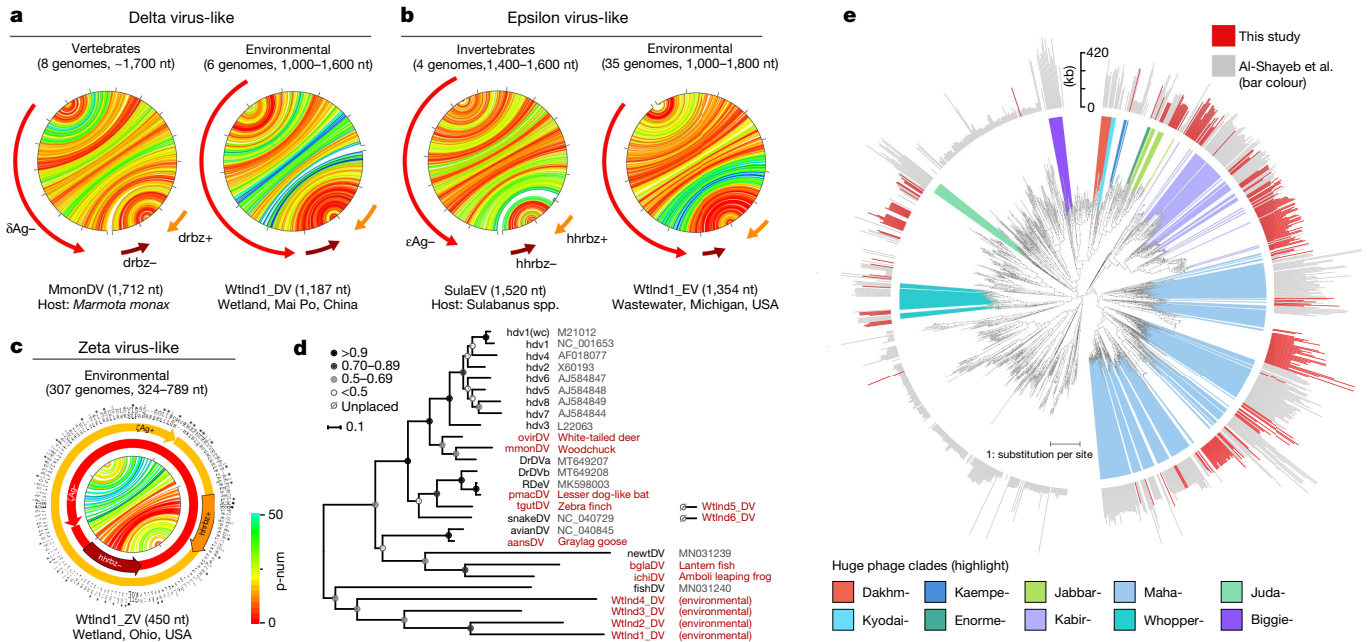 a
Delta virus-like
Vertebrates
(8 genomes, ~1,700 nt)
Environmental
(6 genomes, 1,000–1,600 nt)
δAg–
drbz+
drbz–
MmonDV (1,712 nt)
Host: Marmota monax
WtInd1_DV (1,187 nt)
Wetland, Mai Po, China
b
Epsilon virus-like
Invertebrates
(4 genomes,1,400–1,600 nt)
Environmental
(35 genomes, 1,000–1,800 nt)
εAg–
hhrbz+
hhrbz–
SulaEV (1,520 nt)
Host: Sulabanus spp.
WtInd1_EV (1,354 nt)
Wastewater, Michigan, USA
c
Zeta virus-like
Environmental
(307 genomes, 324–789 nt)
ζAg+
ζAg–
hhrbz+
hhrbz–
50
p-num
0
WtInd1_ZV (450 nt)
Wetland, Ohio, USA
d
>0.9
0.70–0.89
0.5–0.69
<0.5
Unplaced
0.1
hdv1(wc) M21012
hdv1 NC_001653
hdv4 AF018077
hdv2 X60193
hdv6 AJ584847
hdv5 AJ584848
hdv8 AJ584849
hdv7 AJ584844
hdv3 L22063
ovirDV White-tailed deer
mmonDV Woodchuck
DrDVa MT649207
DrDVb MT649208
RDeV MK598003
pmacDV Lesser dog-like bat
tgutDV Zebra finch
snakeDV NC_040729
avianDV NC_040845
aansDV Graylag goose
newtDV MN031239
bglaDV Lantern fish
ichiDV Amboli leaping frog
fishDV MN031240
WtInd4_DV (environmental)
WtInd3_DV (environmental)
WtInd2_DV (environmental)
WtInd1_DV (environmental)
WtInd5_DV
WtInd6_DV
e
420
(kb)
0
This study
Al-Shayeb et al.
(bar colour)
1: substitution per site
Huge phage clades (highlight)
Dakhm-
Kaempe-
Jabbar-
Maha-
Juda-
Kyodai-
Enorme-
Kabir-
Whopper-
Biggie-